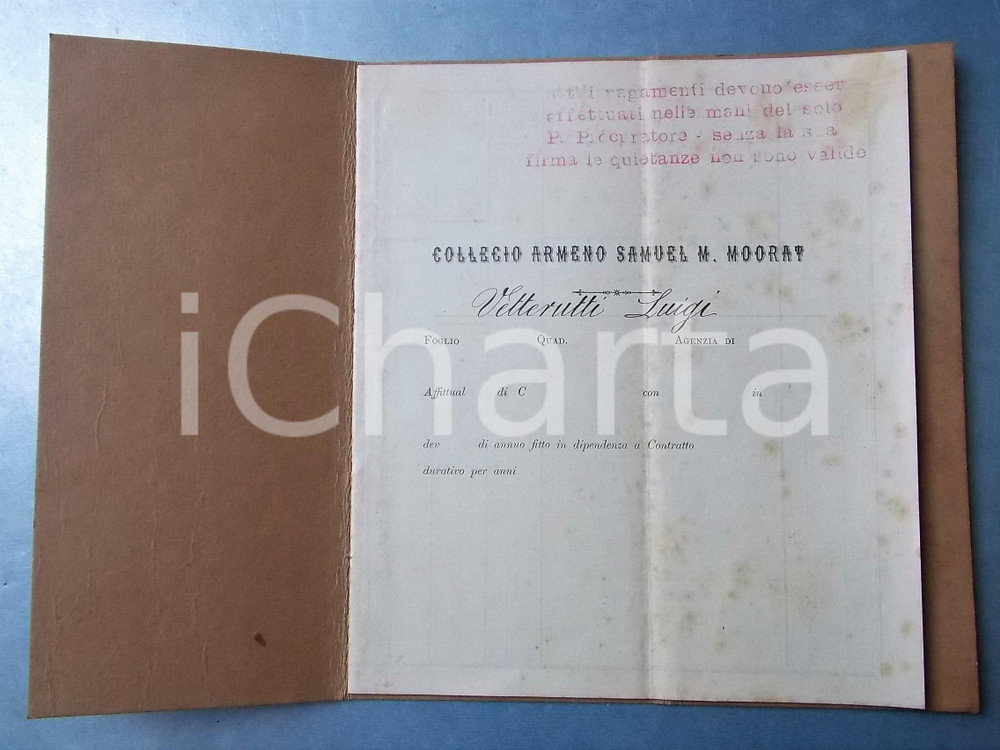 i pagamenti devono esser
effettuati nelle mani del solo
P. Procuratore - senza la sua
firma le quietanze non sono valide
COLLEGIO ARMENO SAMUEL M. MOORAT
Vetterutti Luigi
FOGLIO QUAD. AGENZIA DI
Affittual di C con in
dev di annuo fitto in dipendenza a Contratto
durativo per anni
iCharta